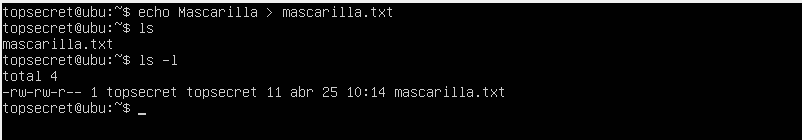 topsecret@ubu:~$ echo Mascarilla > mascarilla.txt
topsecret@ubu:~$ ls
mascarilla.txt
topsecret@ubu:~$ ls -l
total 4
-rw-rw-r-- 1 topsecret topsecret 11 abr 25 10:14 mascarilla.txt
topsecret@ubu:~$ _